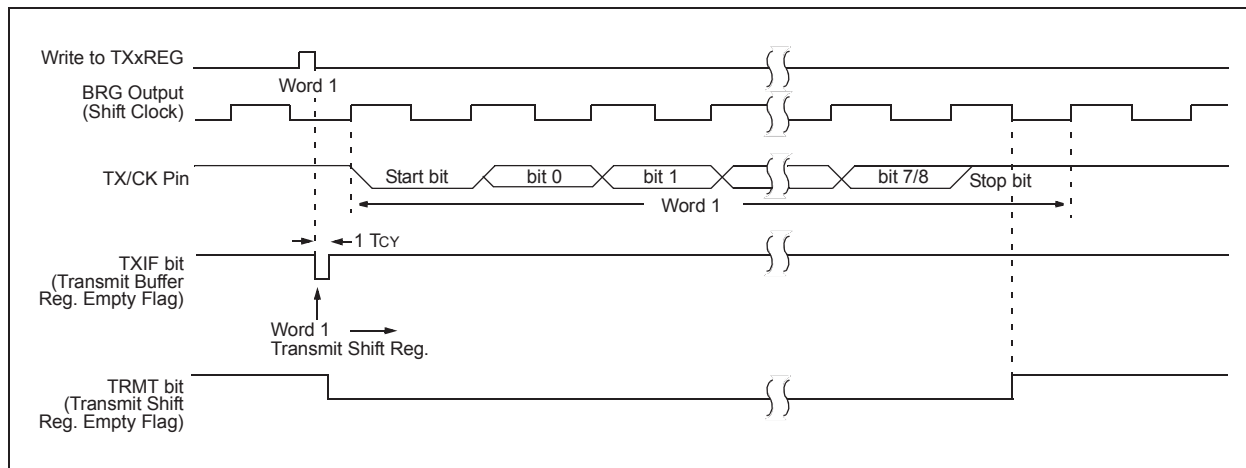 Write to TXxREG
Word 1
BRG Output
(Shift Clock)
TX/CK Pin
Start bit
bit 0
bit 1
bit 7/8
Stop bit
Word 1
1 TCY
TXIF bit
(Transmit Buffer
Reg. Empty Flag)
Word 1
Transmit Shift Reg.
TRMT bit
(Transmit Shift
Reg. Empty Flag)